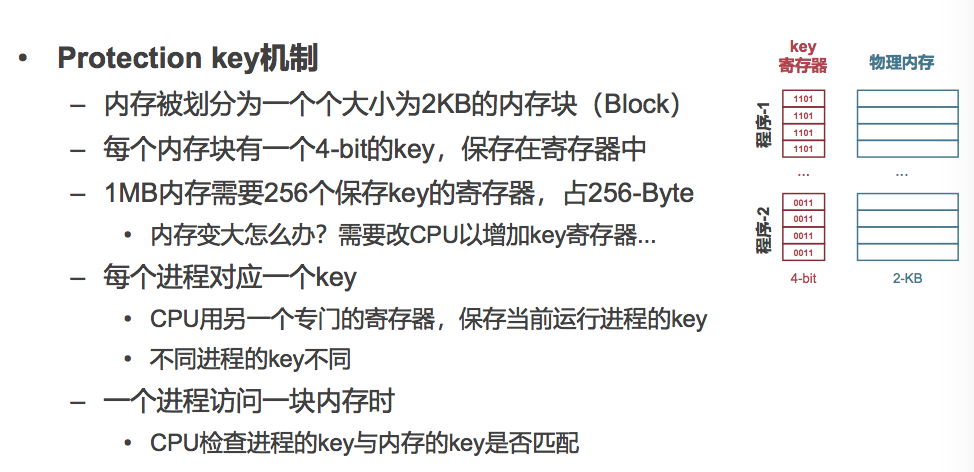 • Protection key机制
– 内存被划分为一个个大小为2KB的内存块（Block）
– 每个内存块有一个4-bit的key，保存在寄存器中
– 1MB内存需要256个保存key的寄存器，占256-Byte
• 内存变大怎么办？需要改CPU以增加key寄存器...
– 每个进程对应一个key
• CPU用另一个专门的寄存器，保存当前运行进程的key
• 不同进程的key不同
– 一个进程访问一块内存时
• CPU检查进程的key与内存的key是否匹配
key
寄存器
物理内存
程序-1
1101
1101
1101
1101
...
...
程序-2
0011
0011
0011
0011
4-bit
2-KB